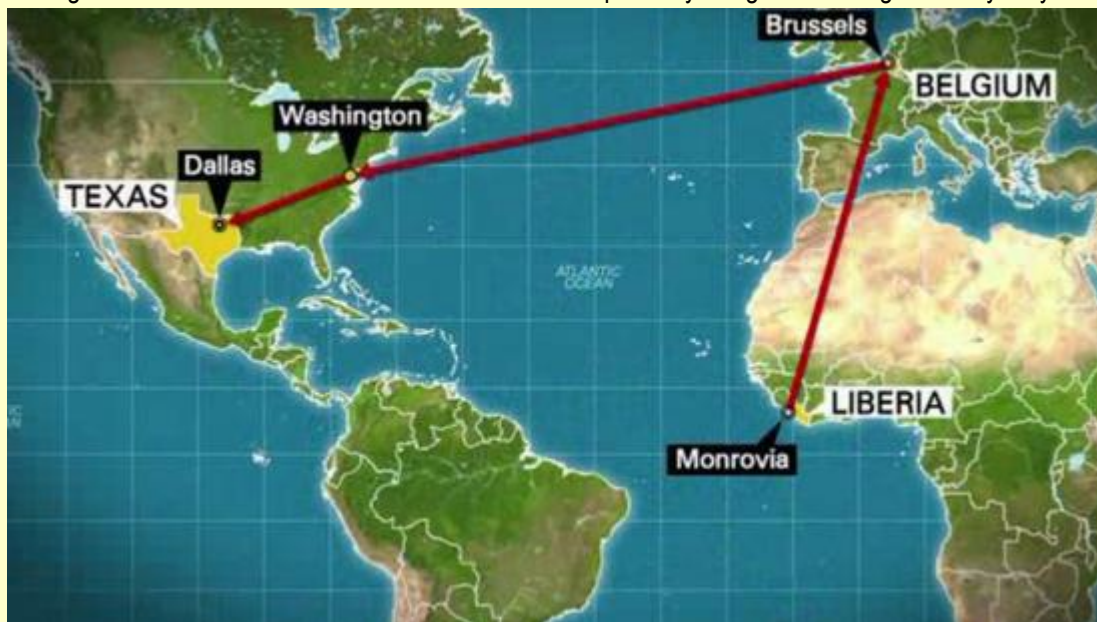 Brussels
BELGIUM
Washington
Dallas
TEXAS
ATLANTIC
OCEAN
LIBERIA
Monrovia